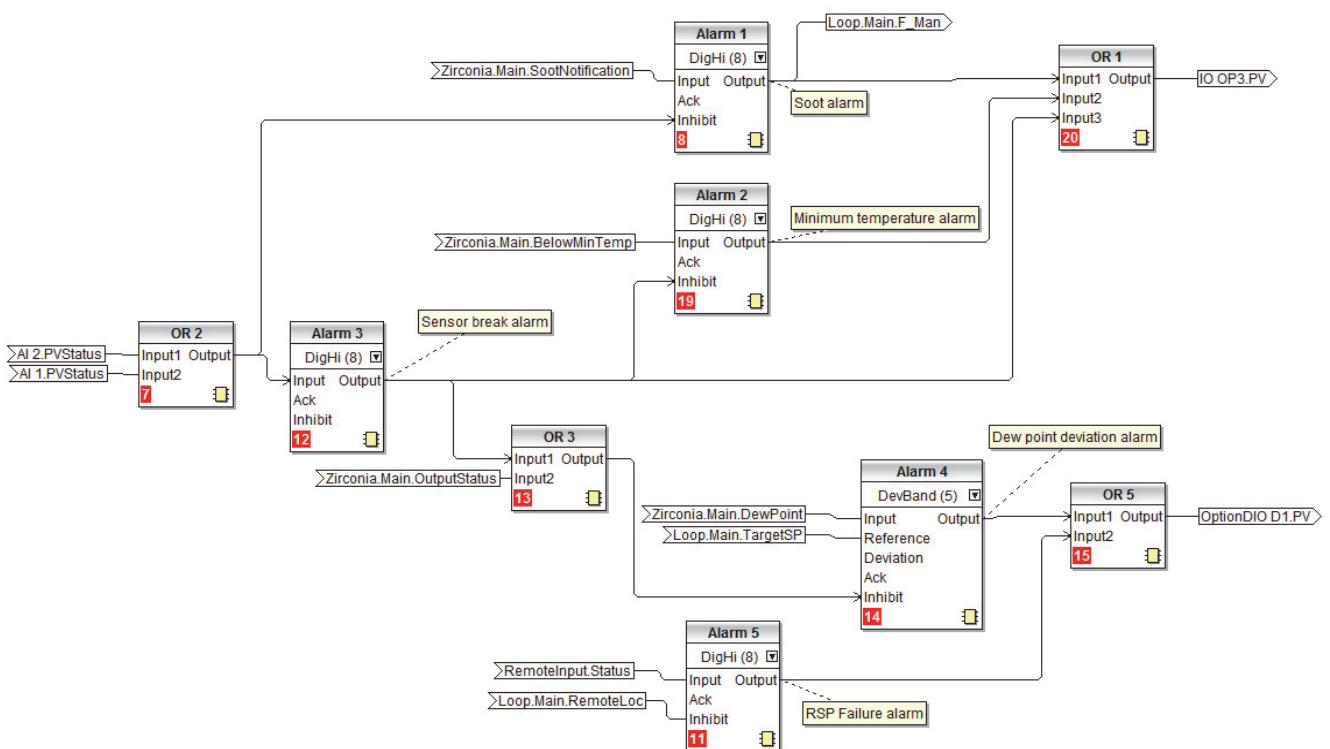 Loop.Main.F_Man
Alarm 1
DigHi (8)
Zirconia.Main.SootNotification
Input Output
Ack
Inhibit
8
Soot alarm
OR 1
Input1 Output
Input2
Input3
20
IO OP3.PV
Alarm 2
DigHi (8)
Minimum temperature alarm
Zirconia.Main.BelowMinTemp
Input Output
Ack
Inhibit
19
Sensor break alarm
OR 2
AI 2.PVStatus
Input1 Output
AI 1.PVStatus
Input2
7
Alarm 3
DigHi (8)
Input Output
Ack
Inhibit
12
OR 3
Input1 Output
Zirconia.Main.OutputStatus
Input2
13
Dew point deviation alarm
Alarm 4
DevBand (5)
Zirconia.Main.DewPoint
Input Output
Loop.Main.TargetSP
Reference
Deviation
Ack
Inhibit
14
OR 5
Input1 Output
Input2
15
OptionDIO D1.PV
Alarm 5
DigHi (8)
RemoteInput.Status
Input Output
Ack
Loop.Main.RemoteLoc
Inhibit
11
RSP Failure alarm